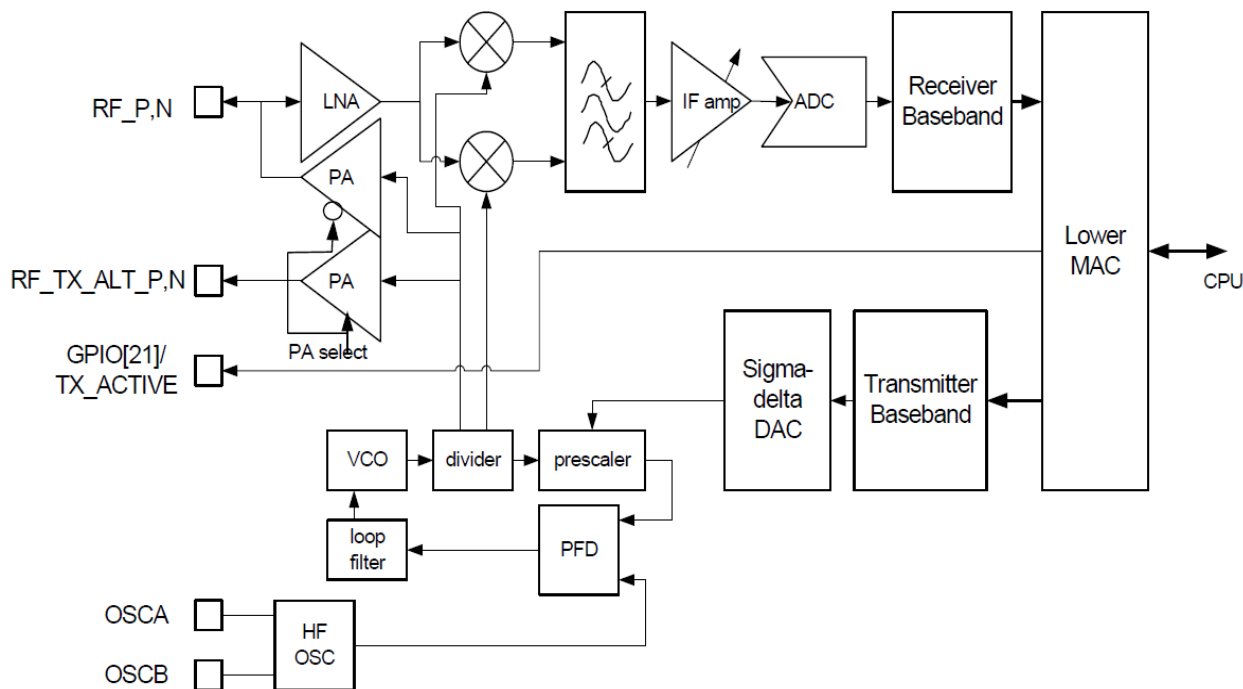 RF_P,N
LNA
IF amp
ADC
Receiver
Baseband
PA
RF_TX_ALT_P,N
PA
Lower
MAC
CPU
PA select
GPIO[21]/
TX_ACTIVE
Sigma-
delta
DAC
Transmitter
Baseband
VCO
divider
prescaler
loop
filter
PFD
OSCA
HF
OSC
OSCB